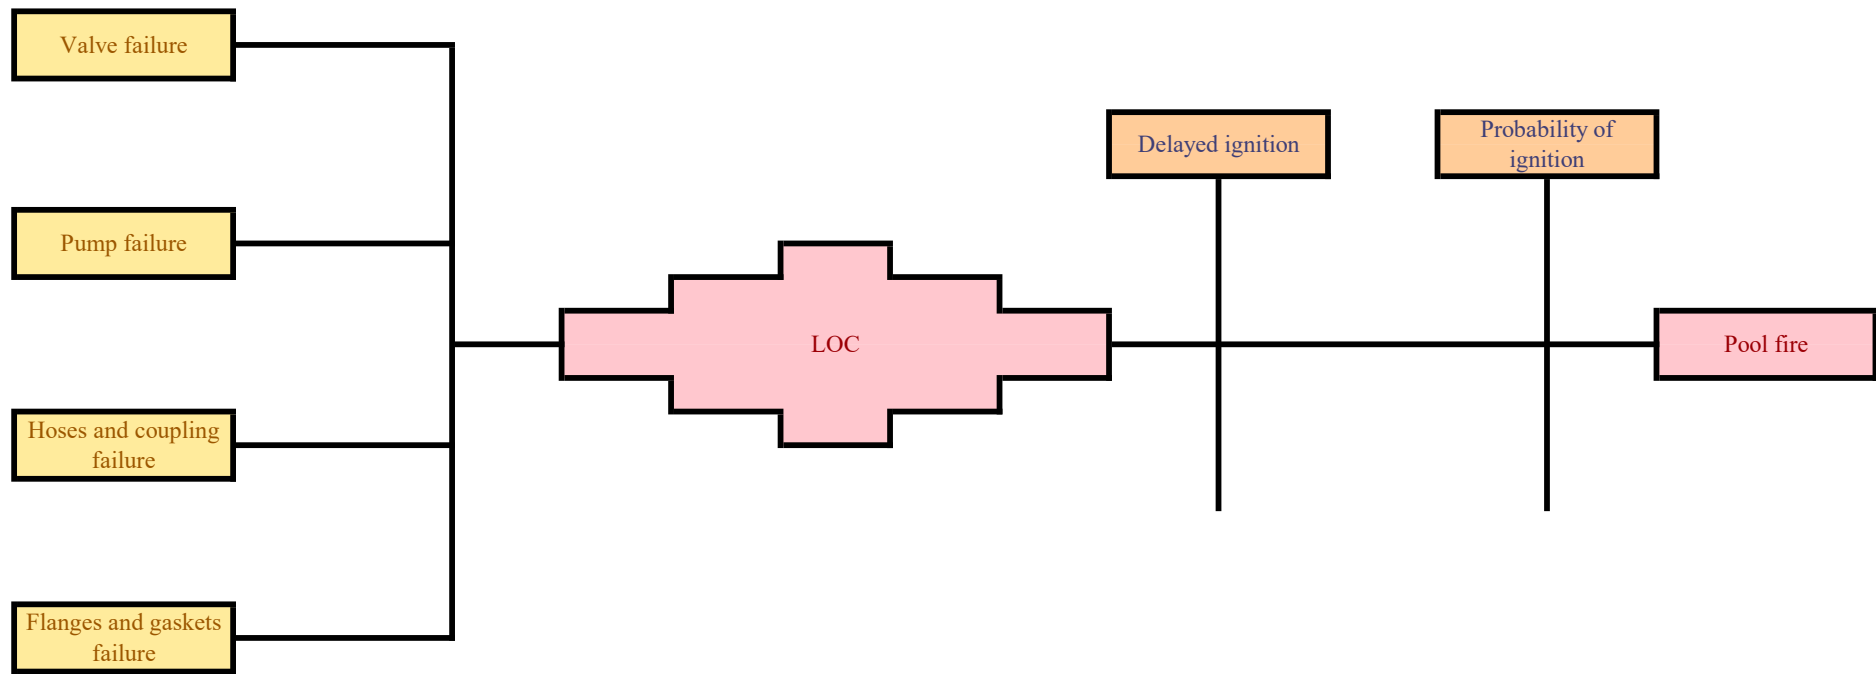 Valve failure
Pump failure
Hoses and coupling
failure
Flanges and gaskets
failure
LOC
Delayed ignition
Probability of
ignition
Pool fire